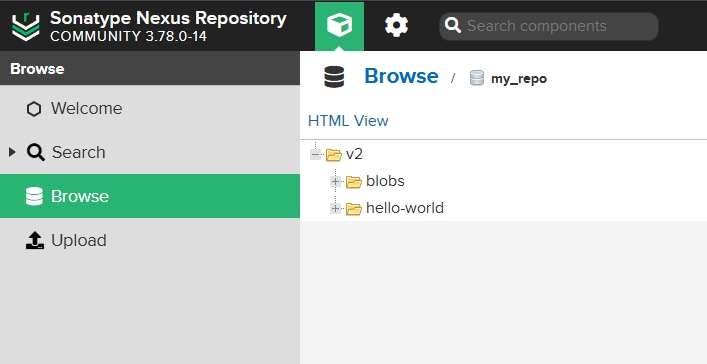 Sonatype Nexus Repository
COMMUNITY 3.78.0-14
Search components
Browse
Welcome
Search
Browse
Upload
Browse / my_repo
HTML View
v2
blobs
hello-world